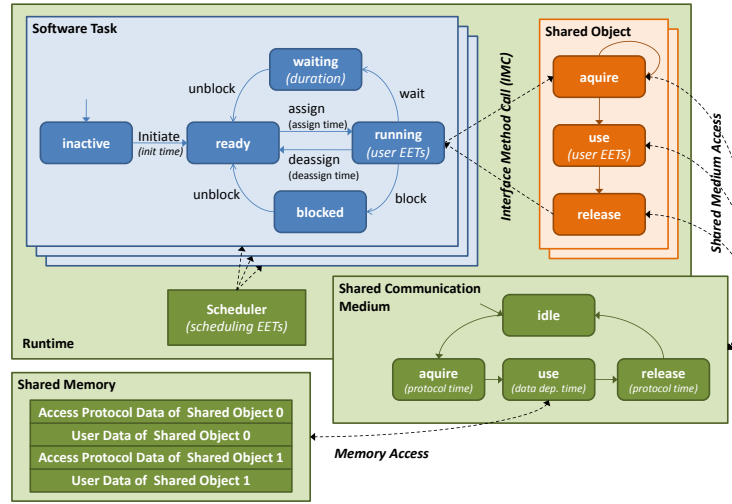 Software Task
waiting
(duration)
unblock
wait
assign
(assign time)
inactive
Initiate
(init time)
ready
running
(user EETs)
deassign
(deassign time)
unblock
block
blocked
Interface Method Call (IMC)
Shared Object
aquire
use
(user EETs)
release
Shared Medium Access
Scheduler
(scheduling EETs)
Runtime
Shared Communication
Medium
idle
aquire
(protocol time)
use
(data dep. time)
release
(protocol time)
Shared Memory
Access Protocol Data of Shared Object 0
User Data of Shared Object 0
Access Protocol Data of Shared Object 1
User Data of Shared Object 1
Memory Access